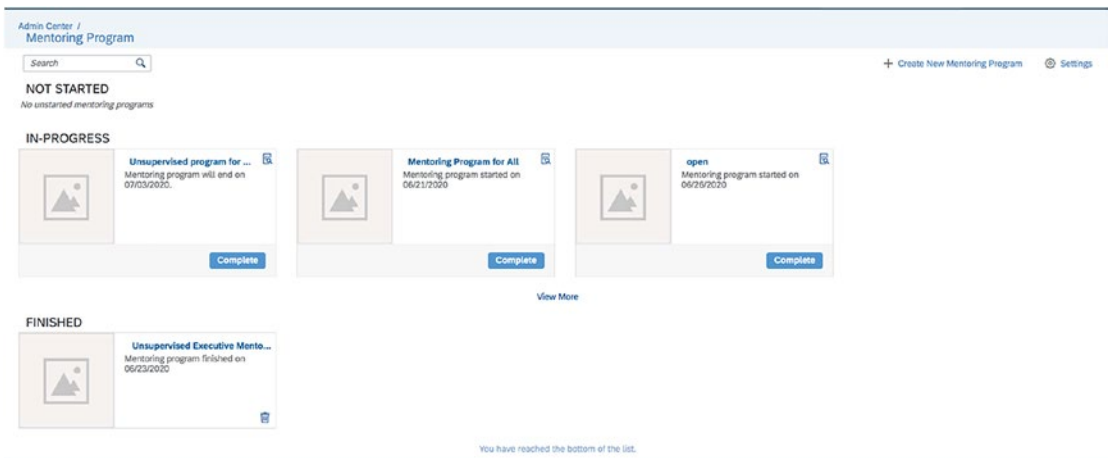 Admin Center /
Mentoring Program
Search
+ Create New Mentoring Program
Settings
NOT STARTED
No unstarted mentoring programs
IN-PROGRESS
Unsupervised program for ...
Mentoring program will end on
07/03/2020.
Complete
Mentoring Program for All
Mentoring program started on
06/21/2020
Complete
open
Mentoring program started on
06/26/2020
Complete
View More
FINISHED
Unsupervised Executive Mento...
Mentoring program finished on
06/23/2020
You have reached the bottom of the list.